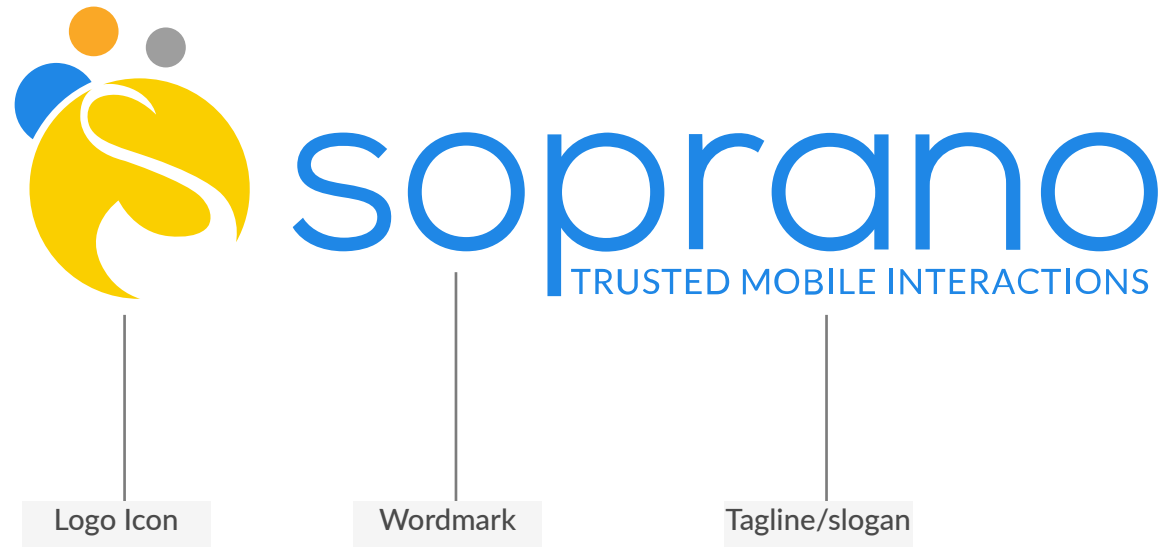 soprano
TRUSTED MOBILE INTERACTIONS
Logo Icon
Wordmark
Tagline/slogan